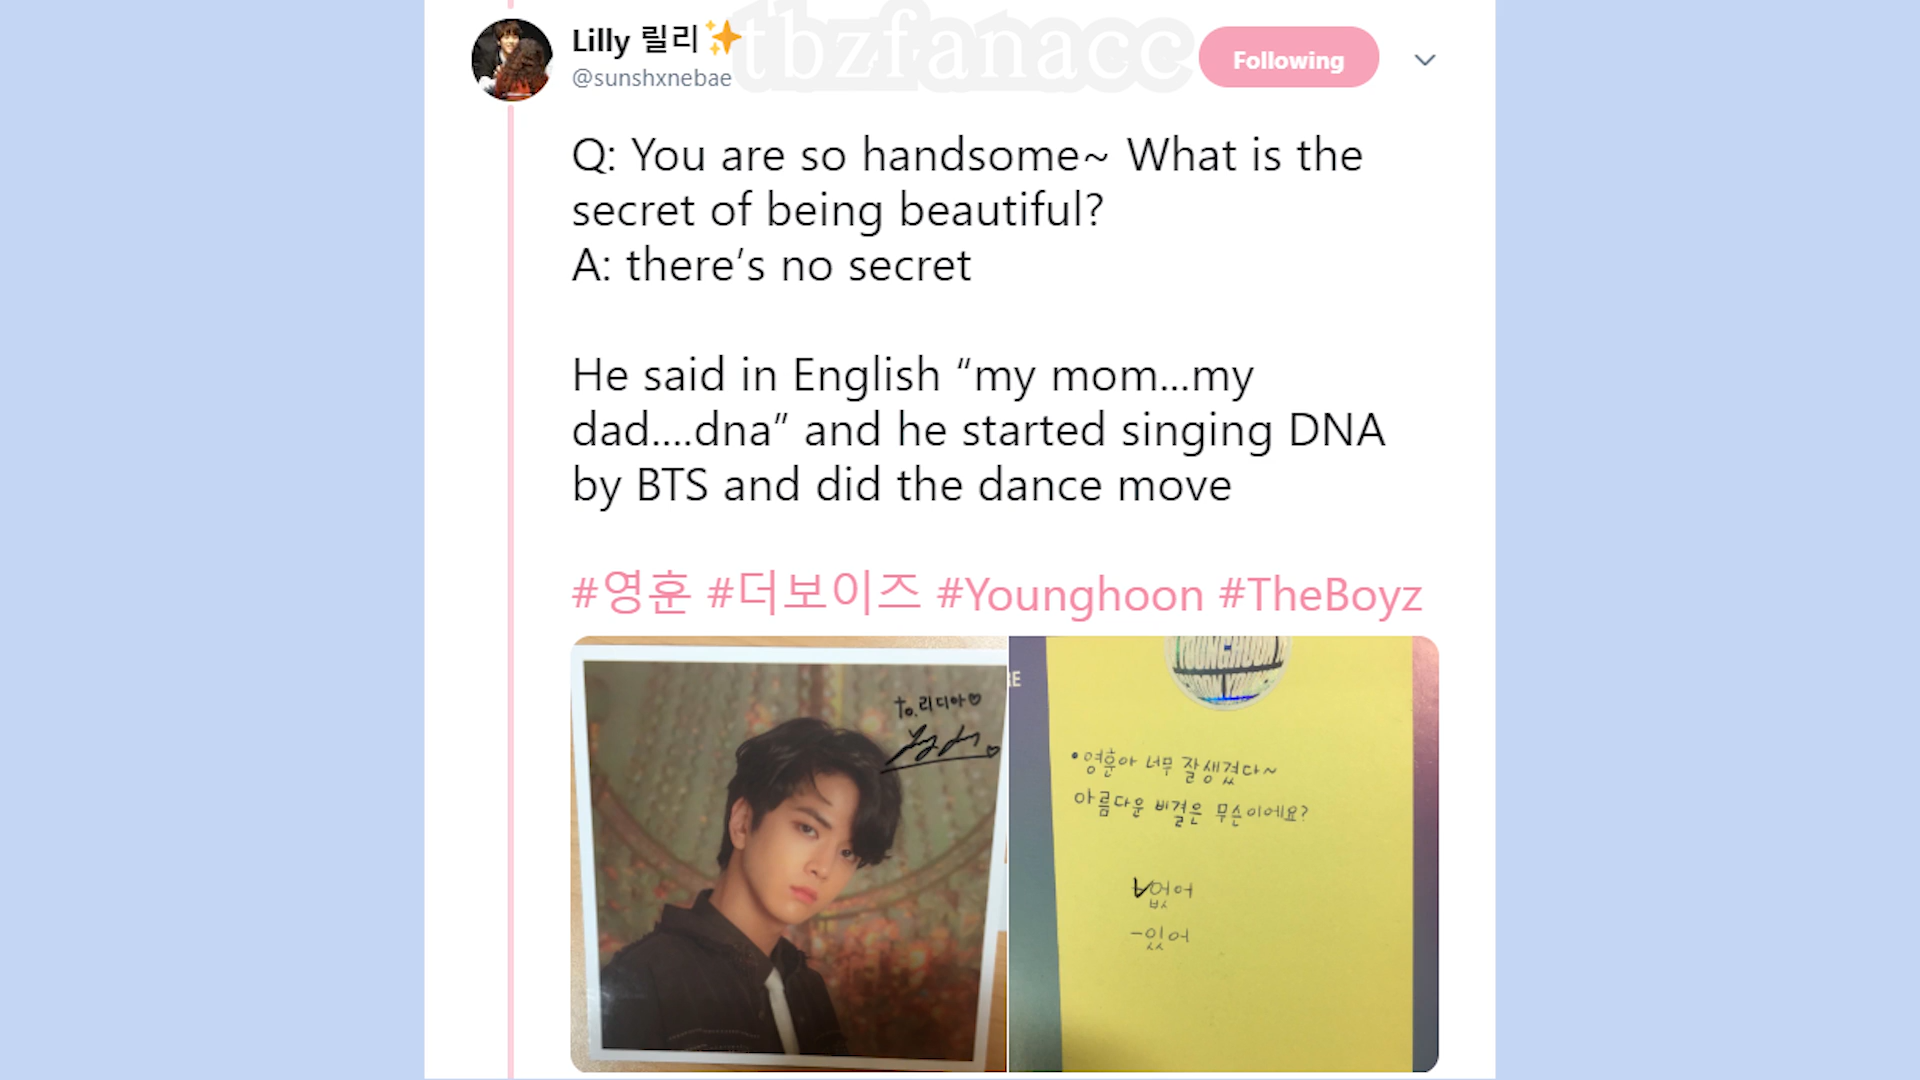 Lilly 릴리✨
@sunshxnebae
tbzfanacc
Following
Q: You are so handsome~ What is the
secret of being beautiful?
A: there's no secret
He said in English “my mom...my
dad....dna” and he started singing DNA
by BTS and did the dance move
#영훈 #더보이즈 #Younghoon #TheBoyz
to.리디아♡
YOUNGHOON
•영훈아 너무 잘생겼다~
아름다운 비결은 무슨이에요?
✓없어
-있어